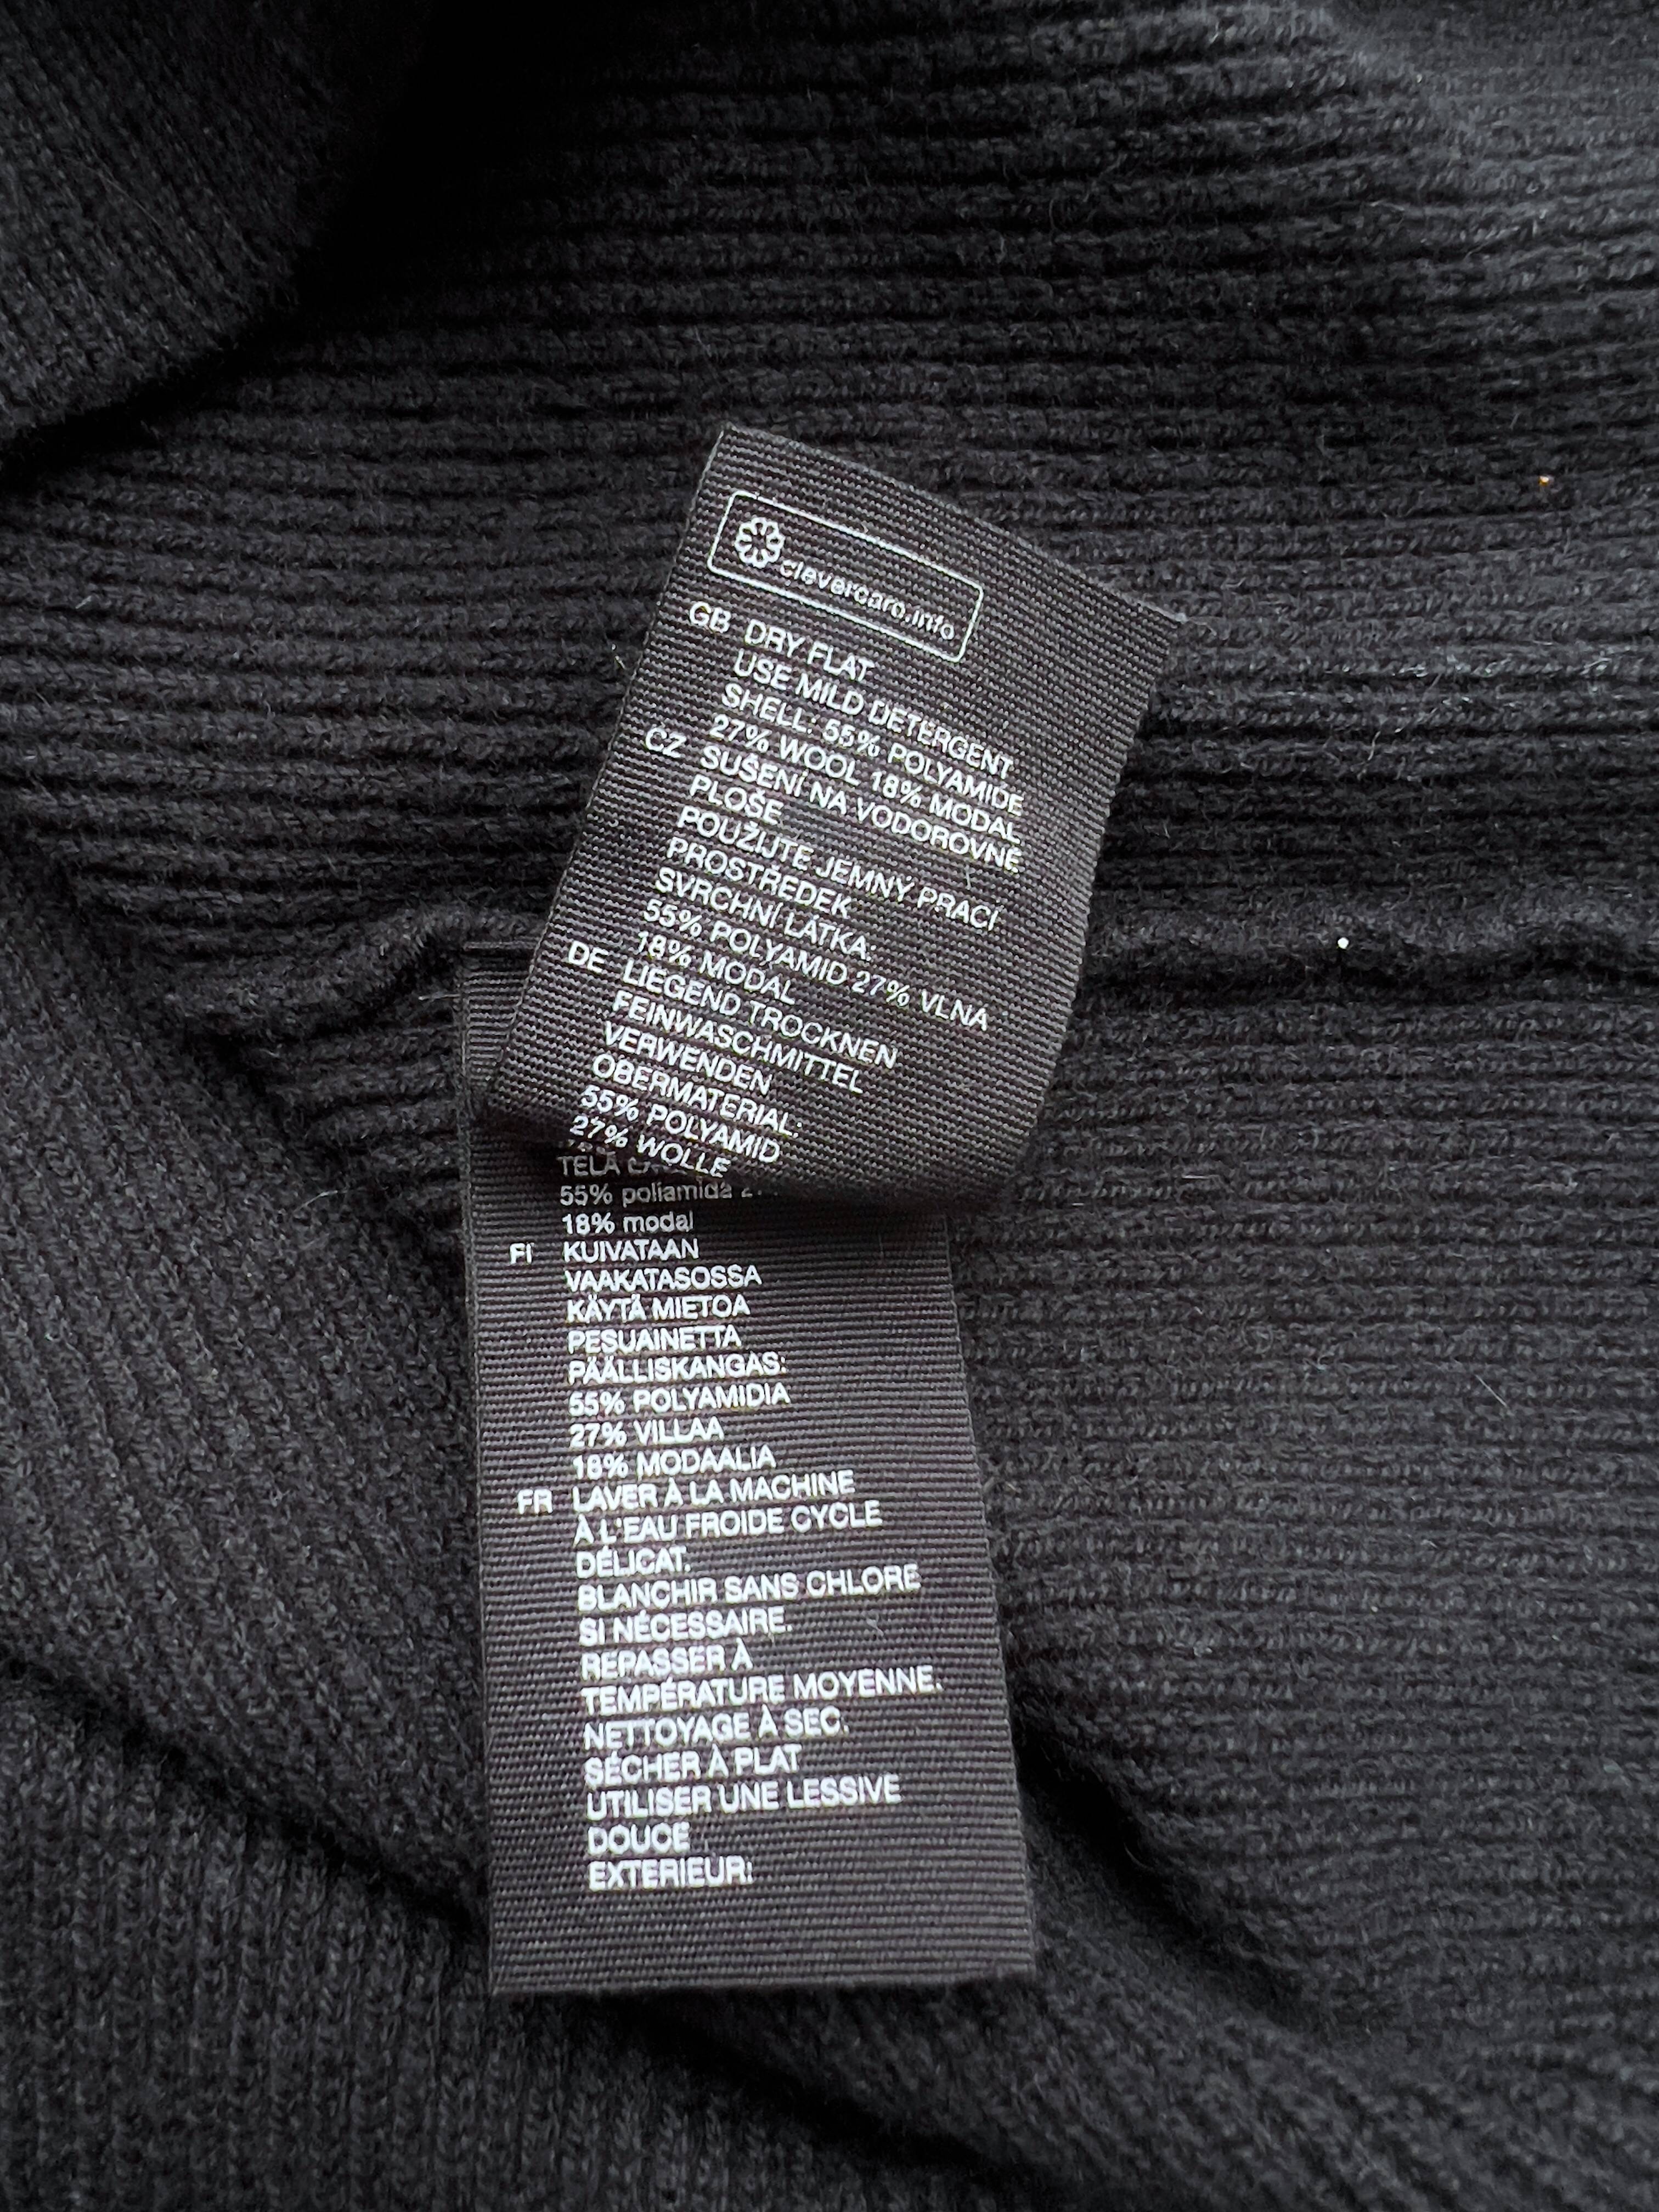 clevercare.info
GB DRY FLAT
USE MILD DETERGENT
SHELL: 55% POLYAMIDE
27% WOOL 18% MODAL
CZ SUŠENÍ NA VODOROVNÉ
PLOŠE
POUŽIJTE JEMNÝ PRACÍ
PROSTŘEDEK
SVRCHNÍ LÁTKA:
55% POLYAMID 27% VLNA
18% MODAL
DE LIEGEND TROCKNEN
FEINWASCHMITTEL
VERWENDEN
OBERMATERIAL:
55% POLYAMID
27% WOLLE
TELA
55% poliamida
18% modal
FI KUIVATAAN
VAAKATASOSSA
KÄYTÄ MIETOA
PESUAINETTA
PÄÄLLISKANGAS:
55% POLYAMIDIA
27% VILLAA
18% MODAALIA
FR LAVER À LA MACHINE
À L'EAU FROIDE CYCLE
DÉLICAT.
BLANCHIR SANS CHLORE
SI NÉCESSAIRE.
REPASSER À
TEMPÉRATURE MOYENNE.
NETTOYAGE À SEC.
SÉCHER À PLAT
UTILISER UNE LESSIVE
DOUCE
EXTERIEUR: